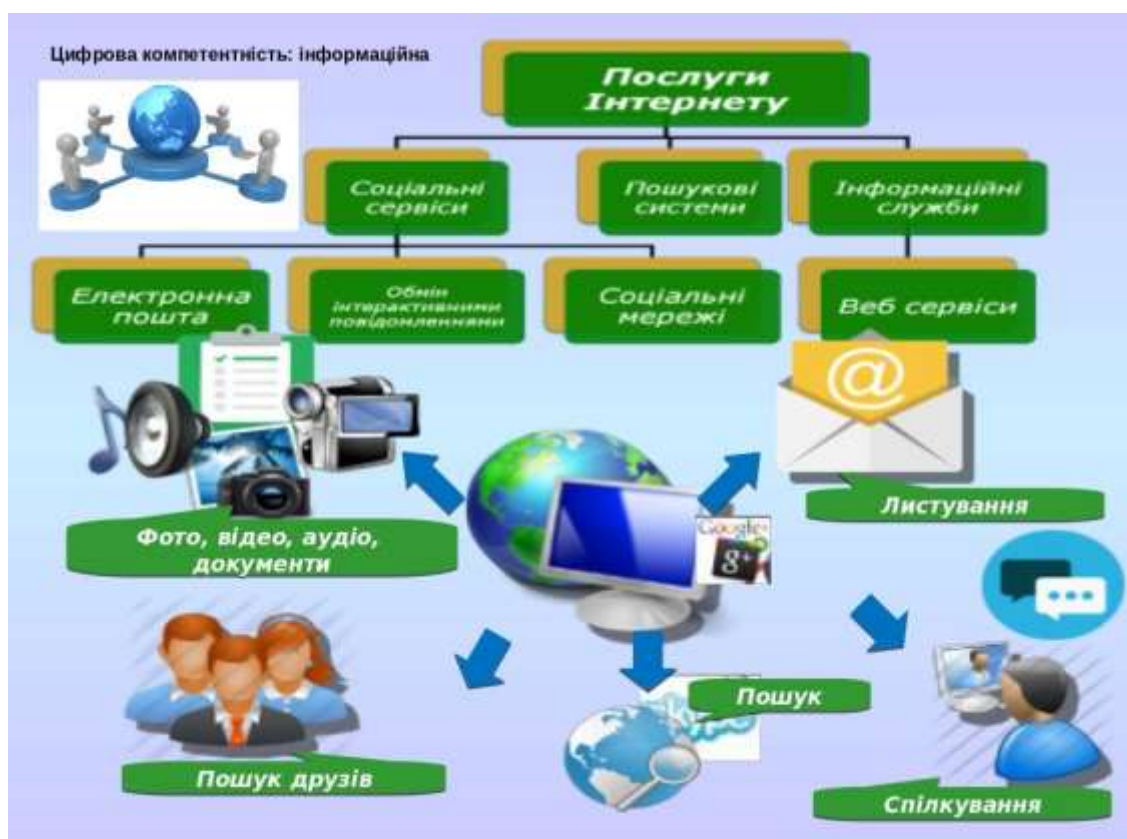 Цифрова компетентність: інформаційна
Послуги
Інтернету
Соціальні
сервіси
Пошукові
системи
Інформаційні
служби
Електронна
пошта
Обмін
інтерактивними
повідомленнями
Соціальні
мережі
Веб сервіси
@
Листування
Google+
g+
Фото, відео, аудіо,
документи
Пошук
Пошук друзів
Спілкування